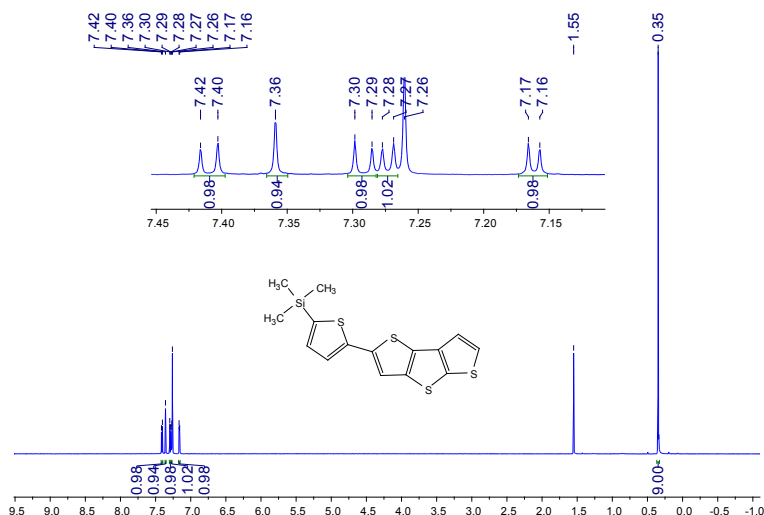 7.42 7.40 7.36 7.30 7.29 7.28 7.27 7.26 7.17 7.16 1.55 0.35
7.42 7.40 7.36 7.30 7.29 7.28 7.27 7.26 7.17 7.16
0.98 0.94 0.98 1.02 0.98
7.45 7.40 7.35 7.30 7.25 7.20 7.15
H₃C CH₃
Si
H₃C CH₃
S S
S S
0.98 0.94 0.98 1.02 0.98 9.00
9.5 9.0 8.5 8.0 7.5 7.0 6.5 6.0 5.5 5.0 4.5 4.0 3.5 3.0 2.5 2.0 1.5 1.0 0.5 0.0 -0.5 -1.0